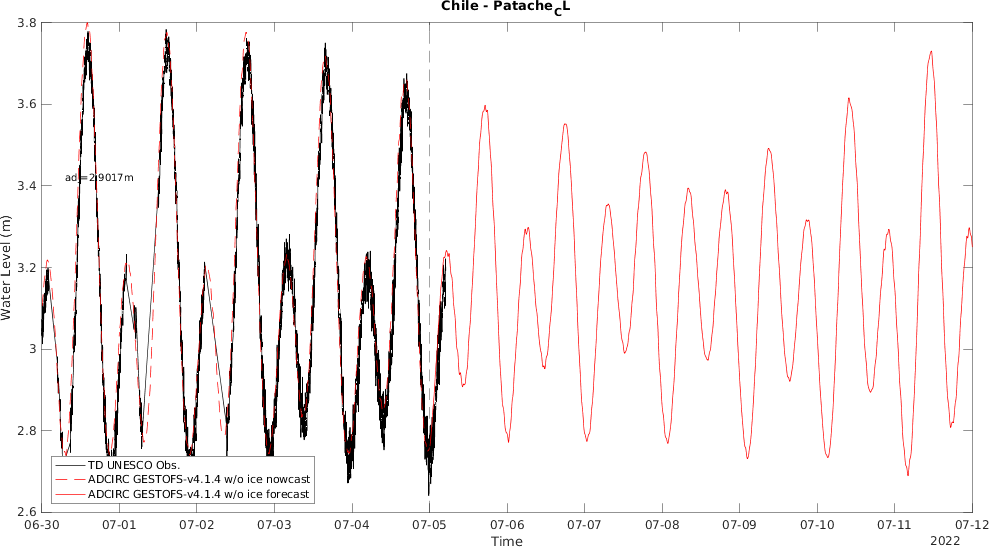 Chile - Patache_CL
Water Level (m)
3.8
3.6
3.4
3.2
3
2.8
2.6
adj=2.9017m
TD UNESCO Obs.
ADCIRC GESTOFS-v4.1.4 w/o ice nowcast
ADCIRC GESTOFS-v4.1.4 w/o ice forecast
06-30 07-01 07-02 07-03 07-04 07-05 07-06 07-07 07-08 07-09 07-10 07-11 07-12
Time
2022